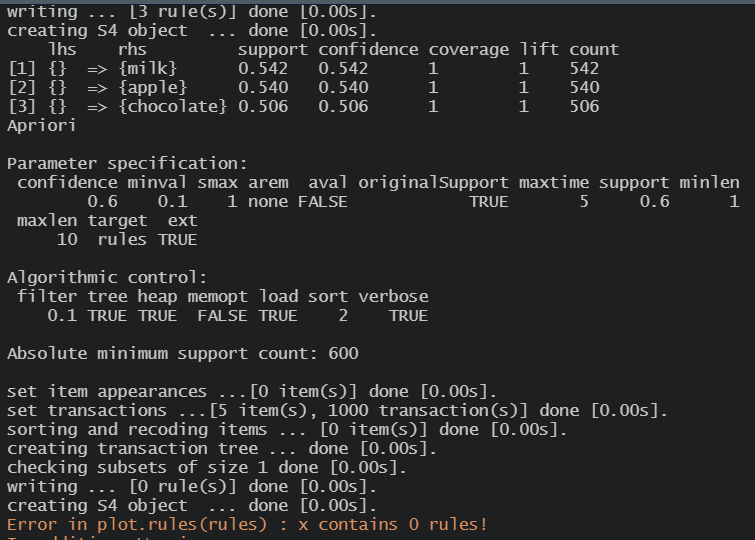 writing ... [3 rule(s)] done [0.00s].
creating S4 object  ... done [0.00s].
    lhs    rhs         support confidence coverage lift count
[1] {}  => {milk}      0.542   0.542      1        1    542
[2] {}  => {apple}     0.540   0.540      1        1    540
[3] {}  => {chocolate} 0.506   0.506      1        1    506
Apriori
Parameter specification:
 confidence minval smax arem  aval originalSupport maxtime support minlen
        0.6    0.1    1 none FALSE            TRUE       5     0.6      1
 maxlen target  ext
     10  rules TRUE
Algorithmic control:
 filter tree heap memopt load sort verbose
    0.1 TRUE TRUE  FALSE TRUE    2    TRUE
Absolute minimum support count: 600
set item appearances ...[0 item(s)] done [0.00s].
set transactions ...[5 item(s), 1000 transaction(s)] done [0.00s].
sorting and recoding items ... [0 item(s)] done [0.00s].
creating transaction tree ... done [0.00s].
checking subsets of size 1 done [0.00s].
writing ... [0 rule(s)] done [0.00s].
creating S4 object  ... done [0.00s].
Error in plot.rules(rules) : x contains 0 rules!